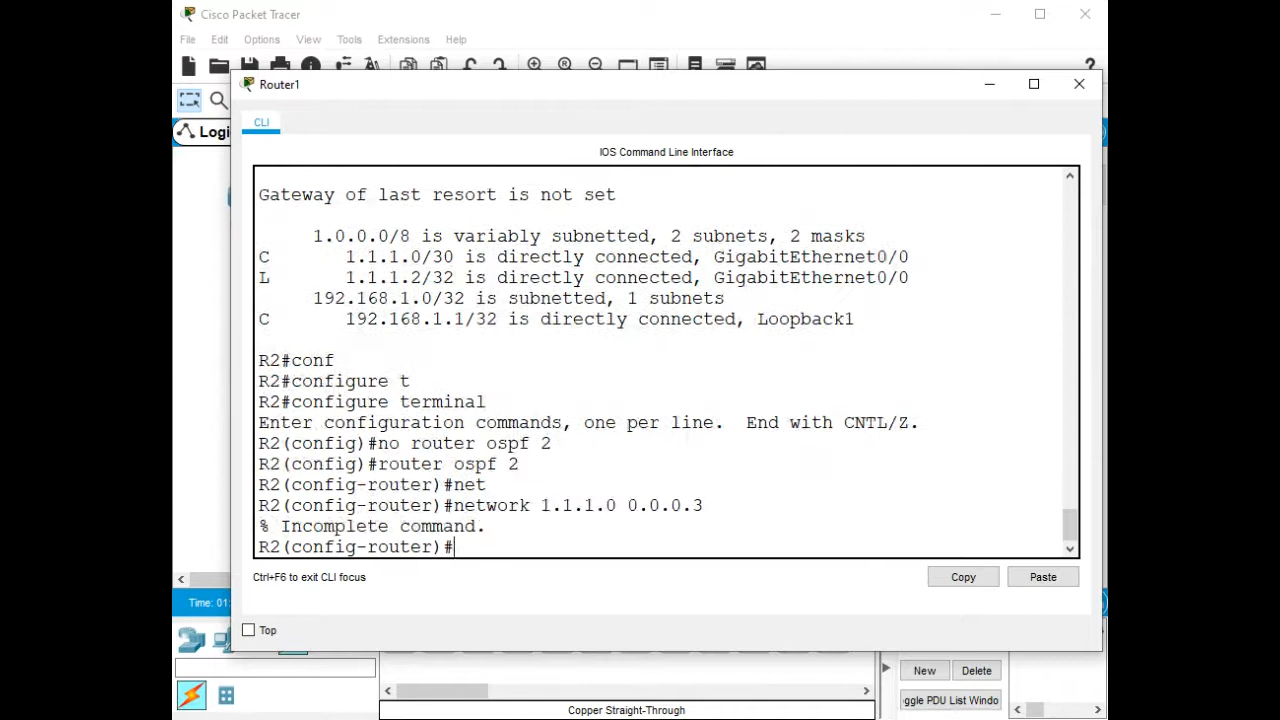 Cisco Packet Tracer
File Edit Options View Tools Extensions Help
Router1
Logi
CLI
IOS Command Line Interface
Gateway of last resort is not set
1.0.0.0/8 is variably subnetted, 2 subnets, 2 masks
C 1.1.1.0/30 is directly connected, GigabitEthernet0/0
L 1.1.1.2/32 is directly connected, GigabitEthernet0/0
192.168.1.0/32 is subnetted, 1 subnets
C 192.168.1.1/32 is directly connected, Loopback1
R2#conf
R2#configure t
R2#configure terminal
Enter configuration commands, one per line. End with CNTL/Z.
R2(config)#no router ospf 2
R2(config)#router ospf 2
R2(config-router)#net
R2(config-router)#network 1.1.1.0 0.0.0.3
% Incomplete command.
R2(config-router)#
Ctrl+F6 to exit CLI focus
Copy Paste
Time: 01:
Top
New Delete
ggle PDU List Windo
Copper Straight-Through